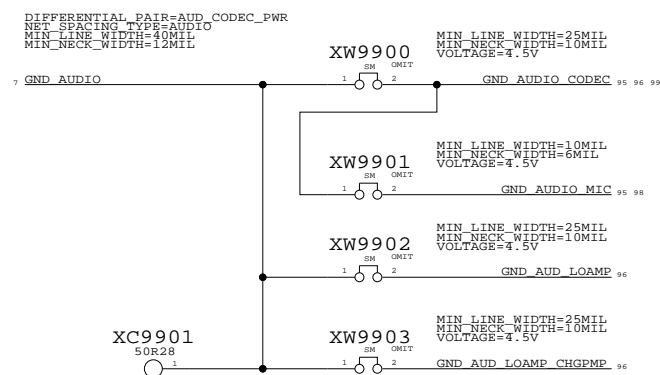 DIFFERENTIAL_PAIR=AUD_CODEC_PWR
NET_SPACING_TYPE=AUDIO
MIN_LINE_WIDTH=40MIL
MIN_NECK_WIDTH=12MIL
MIN_LINE_WIDTH=25MIL
MIN_NECK_WIDTH=10MIL
VOLTAGE=4.5V
XW9900
SM
OMIT
7 GND_AUDIO
1 2
GND_AUDIO_CODEC 95 96 99
MIN_LINE_WIDTH=10MIL
MIN_NECK_WIDTH=6MIL
VOLTAGE=4.5V
XW9901
SM
OMIT
1 2
GND_AUDIO_MIC 95 98
MIN_LINE_WIDTH=25MIL
MIN_NECK_WIDTH=10MIL
VOLTAGE=4.5V
XW9902
SM
OMIT
1 2
GND_AUD_LOAMP 96
MIN_LINE_WIDTH=25MIL
MIN_NECK_WIDTH=10MIL
VOLTAGE=4.5V
XC9901
50R28
1
XW9903
SM
OMIT
1 2
GND_AUD_LOAMP_CHGPMP 96